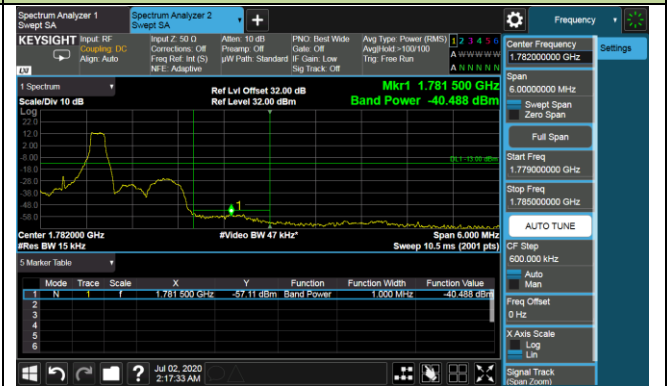 Spectrum Analyzer 1
Swept SA
Spectrum Analyzer 2
Swept SA
+
Frequency
KEYSIGHT
Input: RF
Coupling: DC
Align: Auto
Input Z: 50 Ω
Corrections: Off
Freq Ref: Int (S)
NFE: Adaptive
Atten: 10 dB
Preamp: Off
µW Path: Standard
PNO: Best Wide
Gate: Off
IF Gain: Low
Sig Track: Off
Avg Type: Power (RMS)
Avg|Hold:>100/100
Trig: Free Run
1 2 3 4 5 6
A W W W W W
A N N N N N
LXI
1 Spectrum
Scale/Div 10 dB
Log
Ref Lvl Offset 32.00 dB
Ref Level 32.00 dBm
Mkr1 1.781 500 GHz
Band Power -40.488 dBm
22.0
12.0
2.00
-8.00
-18.0
-28.0
-38.0
-48.0
-58.0
DL1 -13.00 dBm
1
Center 1.782000 GHz
#Res BW 15 kHz
#Video BW 47 kHz*
Span 6.000 MHz
Sweep 10.5 ms (2001 pts)
5 Marker Table
Mode Trace Scale X Y Function Function Width Function Value
1 N 1 f 1.781 500 GHz -57.11 dBm Band Power 1.000 MHz -40.488 dBm
2
3
4
5
6
Jul 02, 2020
2:17:33 AM
?
Center Frequency
1.782000000 GHz
Settings
Span
6.00000000 MHz
Swept Span
Zero Span
Full Span
Start Freq
1.779000000 GHz
Stop Freq
1.785000000 GHz
AUTO TUNE
CF Step
600.000 kHz
Auto
Man
Freq Offset
0 Hz
X Axis Scale
Log
Lin
Signal Track
(Span Zoom)